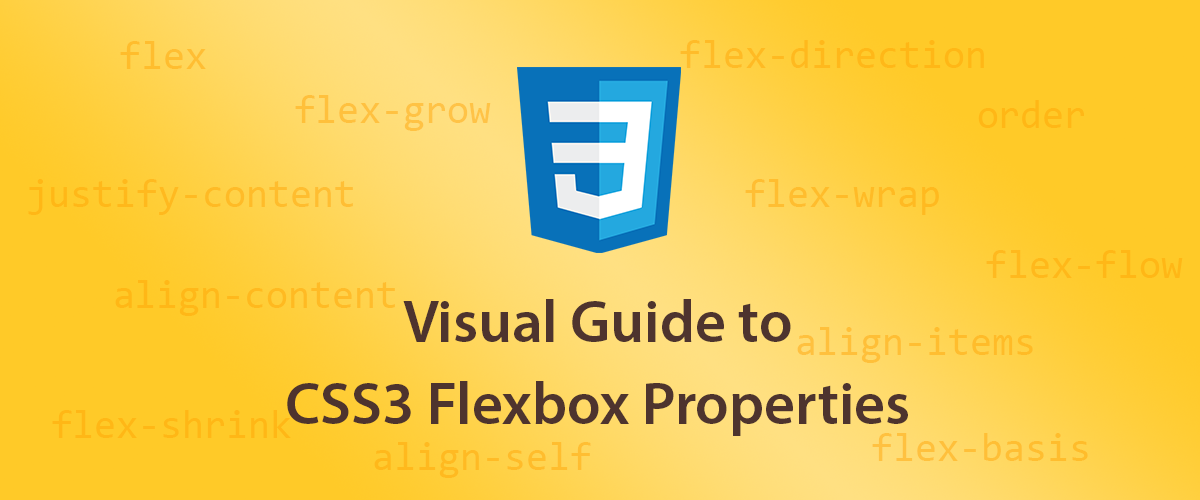 flex
flex-direction
flex-grow
order
justify-content
flex-wrap
flex-flow
align-content
Visual Guide to
align-items
CSS3 Flexbox Properties
flex-shrink
align-self
flex-basis